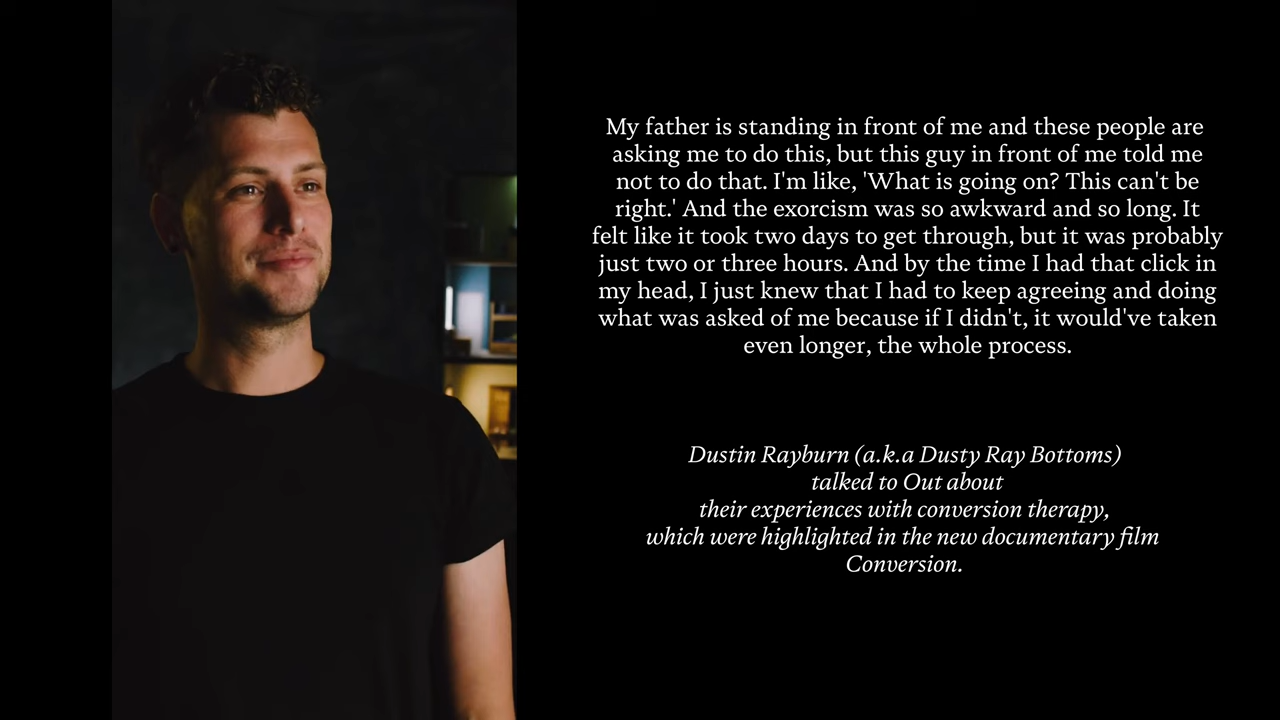 My father is standing in front of me and these people are
asking me to do this, but this guy in front of me told me
not to do that. I'm like, 'What is going on? This can't be
right.' And the exorcism was so awkward and so long. It
felt like it took two days to get through, but it was probably
just two or three hours. And by the time I had that click in
my head, I just knew that I had to keep agreeing and doing
what was asked of me because if I didn't, it would've taken
even longer, the whole process.
Dustin Rayburn (a.k.a Dusty Ray Bottoms)
talked to Out about
their experiences with conversion therapy,
which were highlighted in the new documentary film
Conversion.